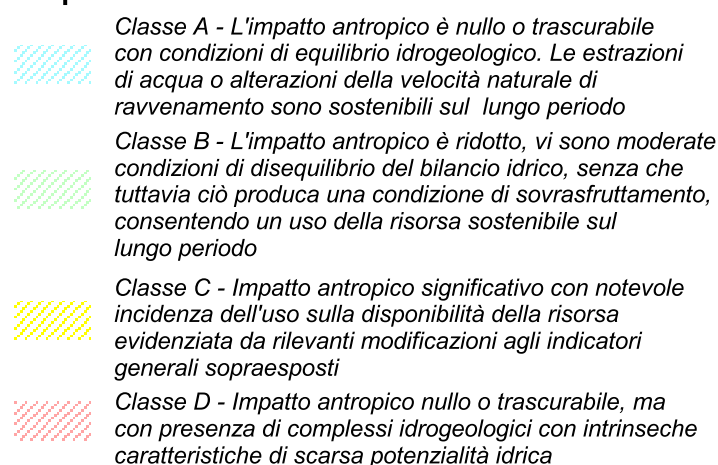 Classe A - L'impatto antropico è nullo o trascurabile
con condizioni di equilibrio idrogeologico. Le estrazioni
di acqua o alterazioni della velocità naturale di
ravvenamento sono sostenibili sul lungo periodo
Classe B - L'impatto antropico è ridotto, vi sono moderate
condizioni di disequilibrio del bilancio idrico, senza che
tuttavia ciò produca una condizione di sovrasfruttamento,
consentendo un uso della risorsa sostenibile sul
lungo periodo
Classe C - Impatto antropico significativo con notevole
incidenza dell'uso sulla disponibilità della risorsa
evidenziata da rilevanti modificazioni agli indicatori
generali sopraesposti
Classe D - Impatto antropico nullo o trascurabile, ma
con presenza di complessi idrogeologici con intrinseche
caratteristiche di scarsa potenzialità idrica